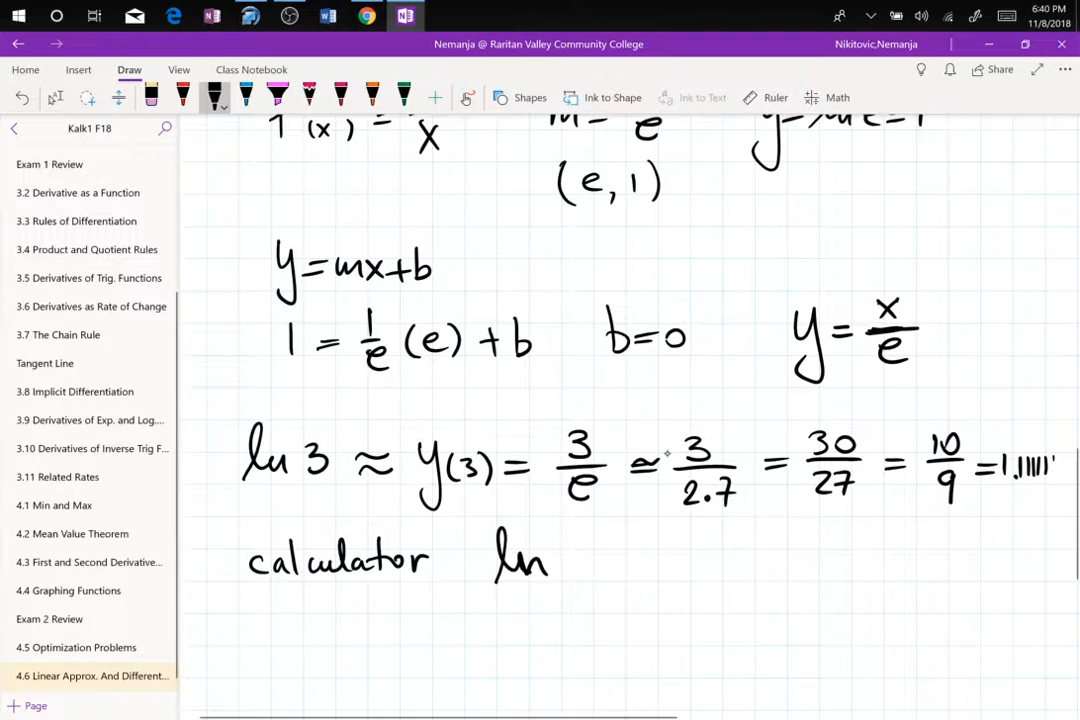 6:40 PM
11/8/2018
Nemanja @ Raritan Valley Community College
Nikitovic,Nemanja
Home Insert Draw View Class Notebook
Share
Shapes Ink to Shape Ink to Text Ruler Math
Kalk1 F18
Exam 1 Review
3.2 Derivative as a Function
3.3 Rules of Differentiation
3.4 Product and Quotient Rules
3.5 Derivatives of Trig. Functions
3.6 Derivatives as Rate of Change
3.7 The Chain Rule
Tangent Line
3.8 Implicit Differentiation
3.9 Derivatives of Exp. and Log....
3.10 Derivatives of Inverse Trig F...
3.11 Related Rates
4.1 Min and Max
4.2 Mean Value Theorem
4.3 First and Second Derivative...
4.4 Graphing Functions
Exam 2 Review
4.5 Optimization Problems
4.6 Linear Approx. And Different...
+ Page
(e, 1)
y = mx + b
1 = 1/e (e) + b b = 0 y = x/e
ln 3 ≈ y(3) = 3/e ≃ 3/2.7 = 30/27 = 10/9 = 1.11111
calculator ln